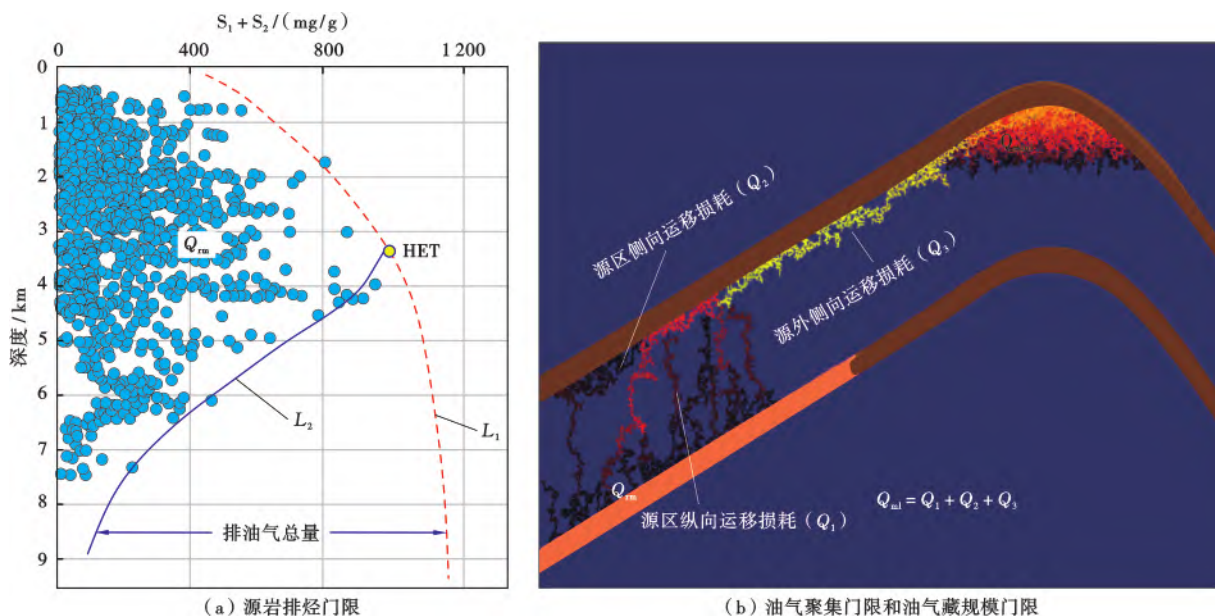 S₁ + S₂ / (mg/g)
0 400 800 1 200
0
1
2
3
4
5
6
7
8
9
深度 / km
Qrm
HET
L₂
L₁
排油气总量
(a) 源岩排烃门限
源区侧向运移损耗(Q₂)
源外侧向运移损耗(Q₃)
Qrm
源区纵向运移损耗(Q₁)
Qml = Q₁ + Q₂ + Q₃
(b) 油气聚集门限和油气藏规模门限